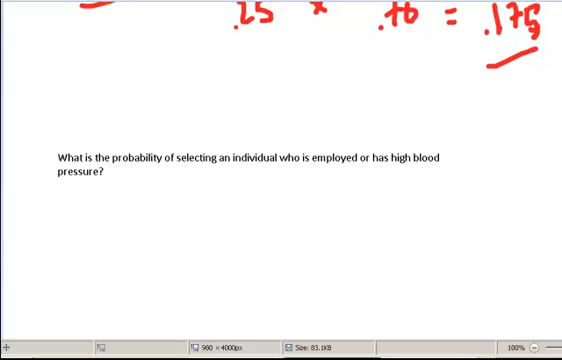 .25 x .70 = .175
What is the probability of selecting an individual who is employed or has high blood
pressure?
980 × 4000px Size: 83.1KB 100%